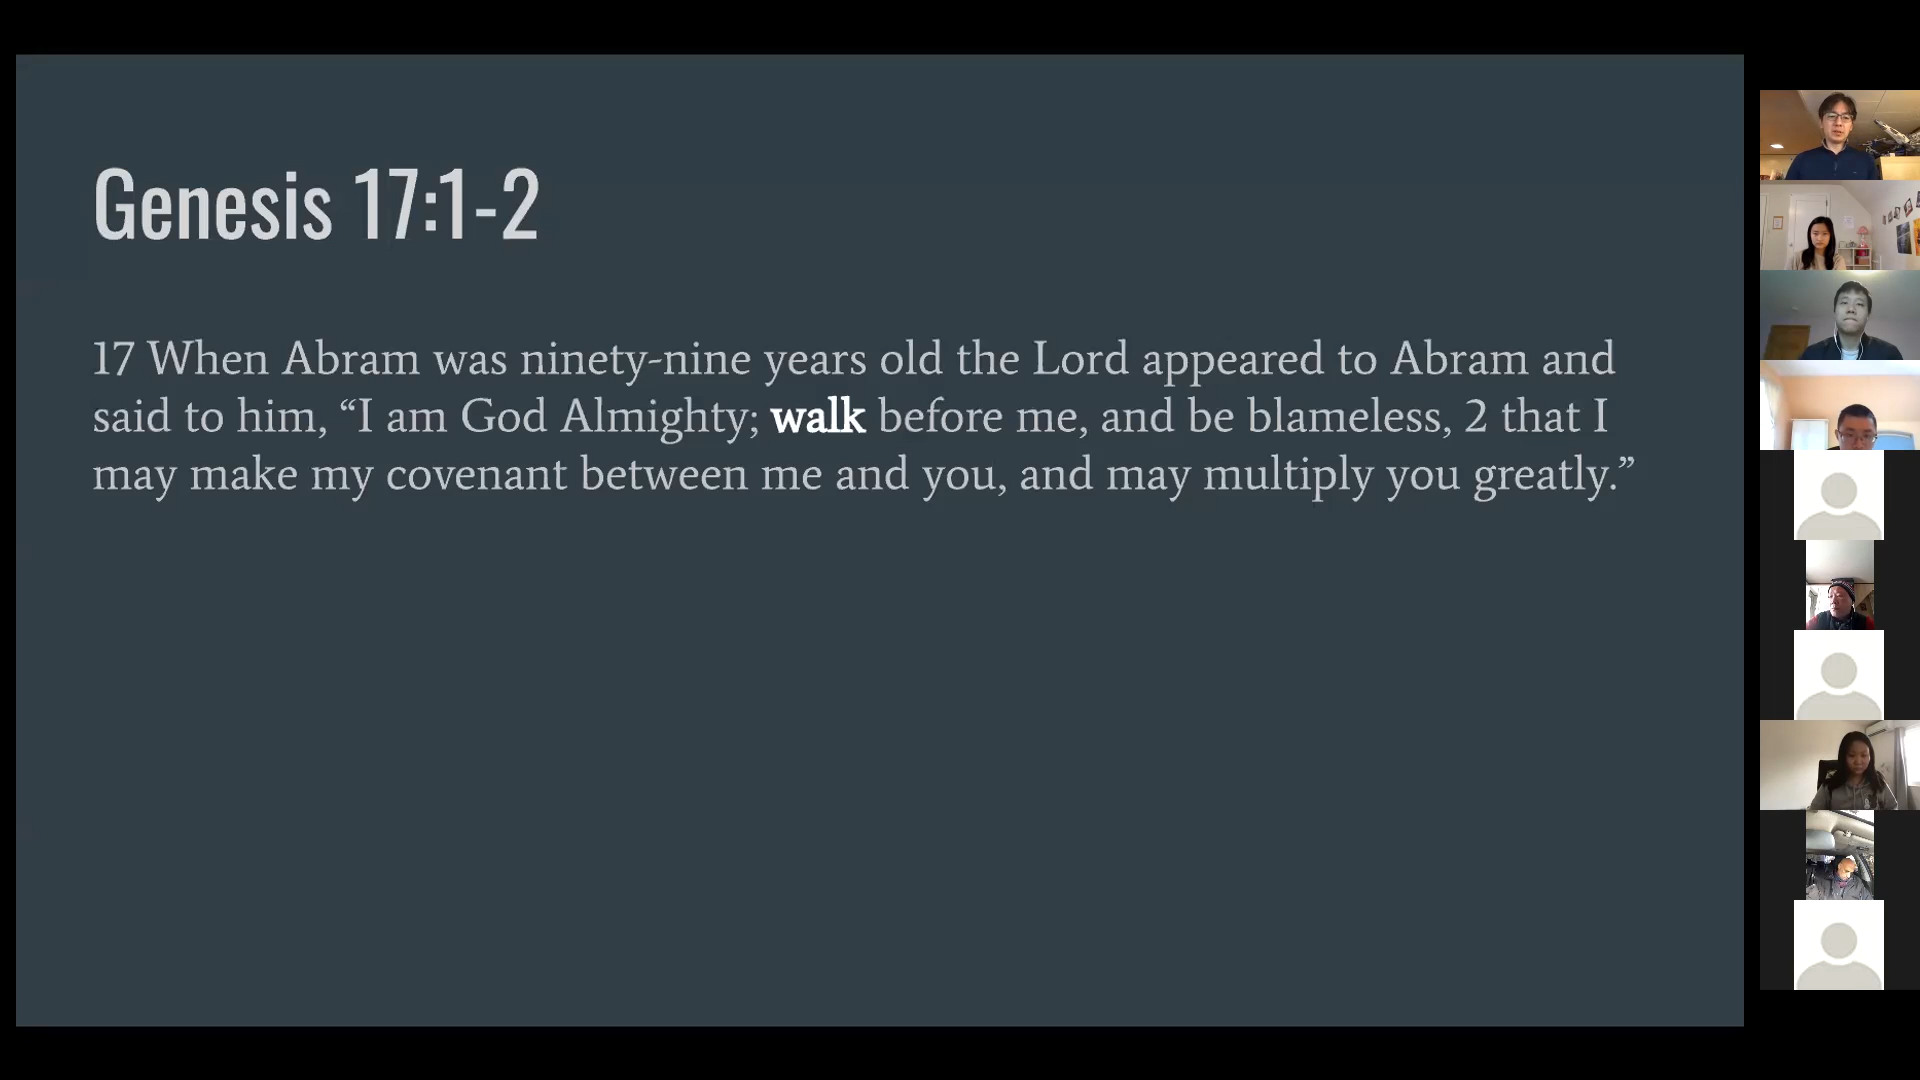 Genesis 17:1-2
17 When Abram was ninety-nine years old the Lord appeared to Abram and
said to him, “I am God Almighty; walk before me, and be blameless, 2 that I
may make my covenant between me and you, and may multiply you greatly.”